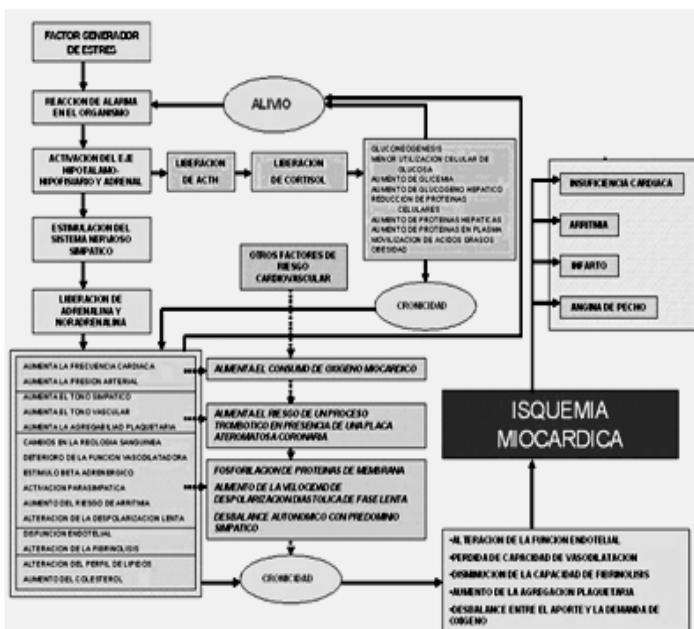 FACTOR GENERADOR
DE ESTRES
REACCION DE ALARMA
EN EL ORGANISMO
ALIVIO
ACTIVACION DEL EJE
HIPOTALAMO-
HIPOFISIARIO Y ADRENAL
LIBERACION
DE ACTH
LIBERACION
DE CORTISOL
GLUCONEOGENESIS
MENOR UTILIZACION CELULAR DE
GLUCOSA
AUMENTO DE GLICEMIA
AUMENTO DE GLUCOGENO HEPATICO
REDUCCION DE PROTEINAS
CELULARES
AUMENTO DE PROTEINAS HEPATICAS
AUMENTO DE PROTEINAS EN PLASMA
MOVILIZACION DE ACIDOS GRASOS
OBESIDAD
ESTIMULACION DEL
SISTEMA NERVIOSO
SIMPATICO
OTROS FACTORES DE
RIESGO
CARDIOVASCULAR
CRONICIDAD
LIBERACION DE
ADRENALINA Y
NORADRENALINA
INSUFICIENCIA CARDIACA
ARRITMIA
INFARTO
ANGINA DE PECHO
AUMENTA LA FRECUENCIA CARDIACA
AUMENTA LA PRESION ARTERIAL
AUMENTA EL TONO SIMPATICO
AUMENTA EL TONO VASCULAR
AUMENTA LA AGREGABILIAD PLAQUETARIA
CAMBIOS EN LA REOLOGIA SANGUINEA
DETERIORO DE LA FUNCION VASODILATADORA
ESTIMULO BETA ADRENERGICO
ACTIVACION PARASIMPATICA
AUMENTO DEL RIESGO DE ARRITMIA
ALTERACION DE LA DESPOLARIZACION LENTA
DISFUNCION ENDOTELIAL
ALTERACION DE LA FIBRINOLISIS
ALTERACION DEL PERFIL DE LIPIDOS
AUMENTO DEL COLESTEROL
AUMENTA EL CONSUMO DE OXIGENO MIOCARDICO
AUMENTA EL RIESGO DE UN PROCESO
TROMBOTICO EN PRESENCIA DE UNA PLACA
ATEROMATOSA CORONARIA
FOSFORILACION DE PROTEINAS DE MEMBRANA
AUMENTO DE LA VELOCIDAD DE
DESPOLARIZACION DIASTOLICA DE FASE LENTA
DESBALANCE AUTONOMICO CON PREDOMINIO
SIMPATICO
CRONICIDAD
ISQUEMIA
MIOCARDICA
•ALTERACION DE LA FUNCION ENDOTELIAL
•PERDIDA DE CAPACIDAD DE VASODILATACION
•DISMINUCION DE LA CAPACIDAD DE FIBRINOLISIS
•AUMENTO DE LA AGREGACION PLAQUETARIA
•DESBALANCE ENTRE EL APORTE Y LA DEMANDA DE
OXIGENO